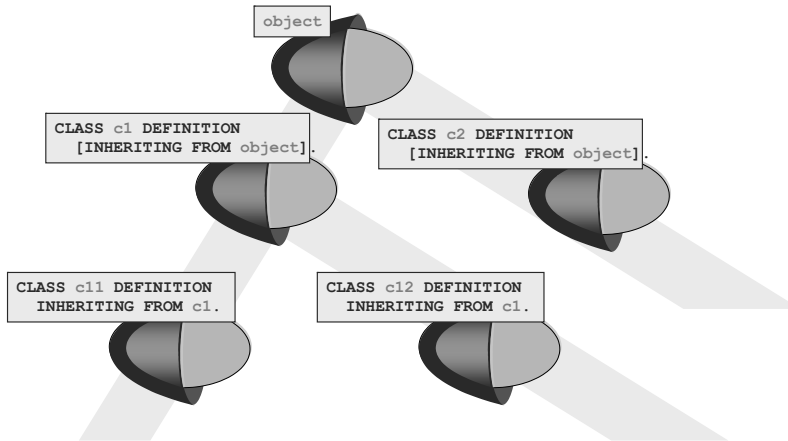 object
CLASS c1 DEFINITION
[INHERITING FROM object].
CLASS c2 DEFINITION
[INHERITING FROM object].
CLASS c11 DEFINITION
INHERITING FROM c1.
CLASS c12 DEFINITION
INHERITING FROM c1.